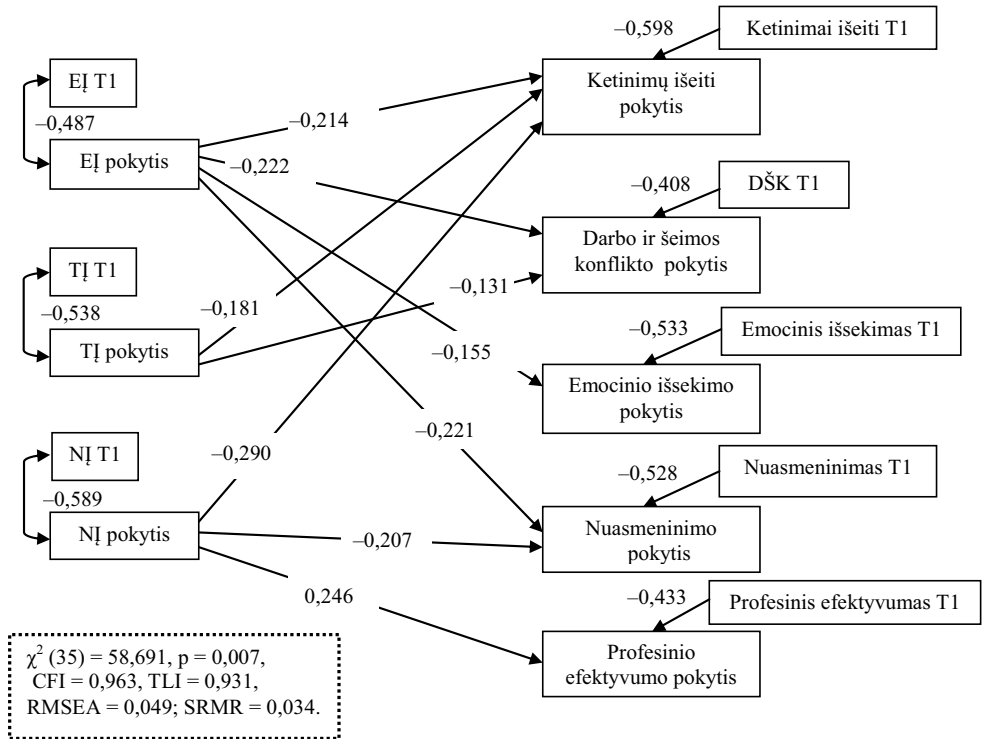 –0,598
Ketinimai išeiti T1
EĮ T1
Ketinimų išeiti
pokytis
–0,487
–0,214
EĮ pokytis
–0,222
–0,408
DŠK T1
Darbo ir šeimos
konflikto pokytis
TĮ T1
–0,538
–0,181
–0,131
TĮ pokytis
–0,155
–0,533
Emocinis išsekimas T1
Emocinio išsekimo
pokytis
NĮ T1
–0,221
–0,290
–0,589
–0,528
Nuasmeninimas T1
NĮ pokytis
–0,207
Nuasmeninimo
pokytis
0,246
–0,433
Profesinis efektyvumas T1
Profesinio
efektyvumo pokytis
χ2 (35) = 58,691, p = 0,007,
CFI = 0,963, TLI = 0,931,
RMSEA = 0,049; SRMR = 0,034.